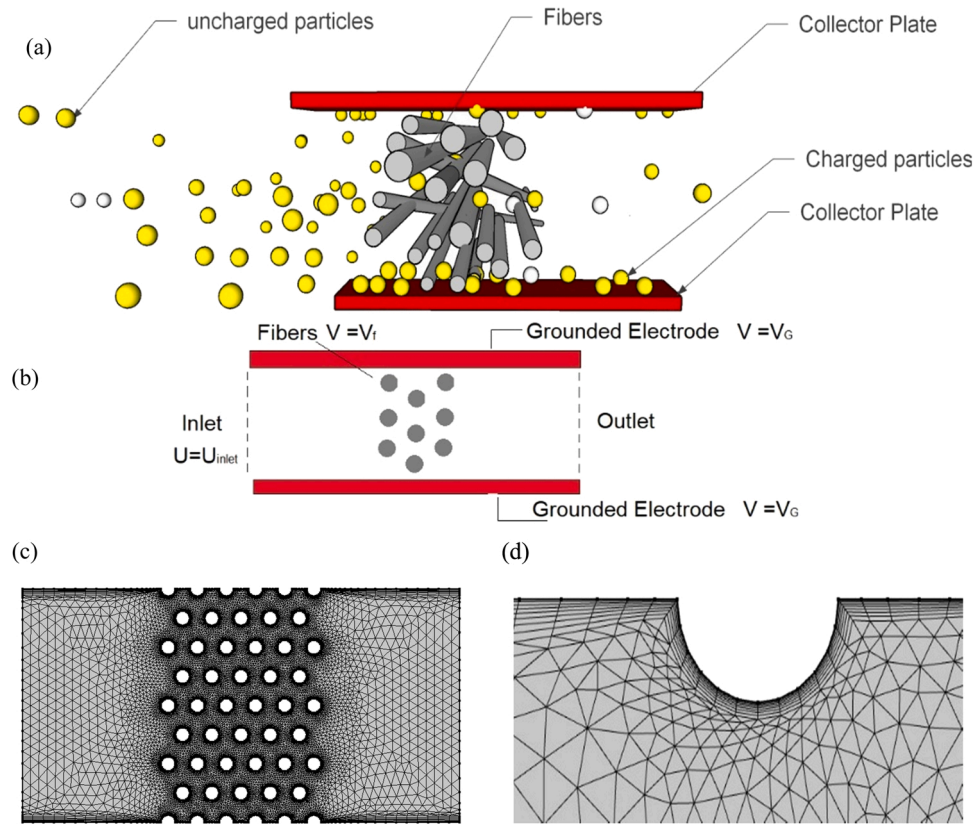 (a)
uncharged particles
Fibers
Collector Plate
Charged particles
Collector Plate
(b)
Fibers V =Vf
Grounded Electrode V =VG
Inlet
U=Uinlet
Outlet
Grounded Electrode V =VG
(c)
(d)